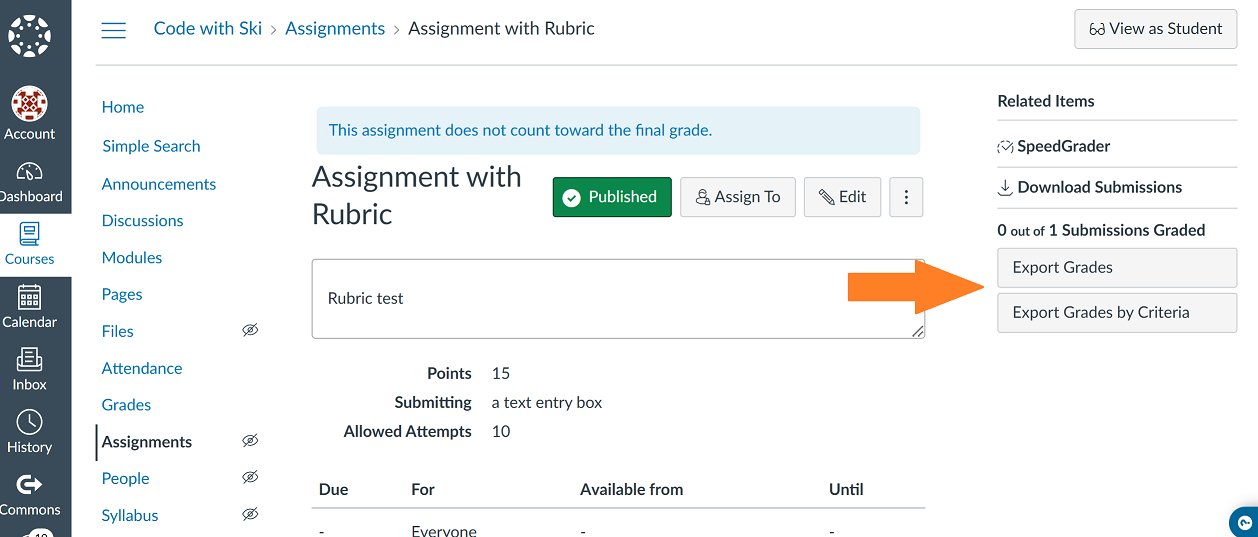 Code with Ski > Assignments > Assignment with Rubric
View as Student
Account
Dashboard
Courses
Calendar
Inbox
History
Commons
Home
Simple Search
Announcements
Discussions
Modules
Pages
Files
Attendance
Grades
Assignments
People
Syllabus
This assignment does not count toward the final grade.
Assignment with
Rubric
Published
Assign To
Edit
Rubric test
Points 15
Submitting a text entry box
Allowed Attempts 10
Due For Available from Until
- Everyone - -
Related Items
SpeedGrader
Download Submissions
0 out of 1 Submissions Graded
Export Grades
Export Grades by Criteria